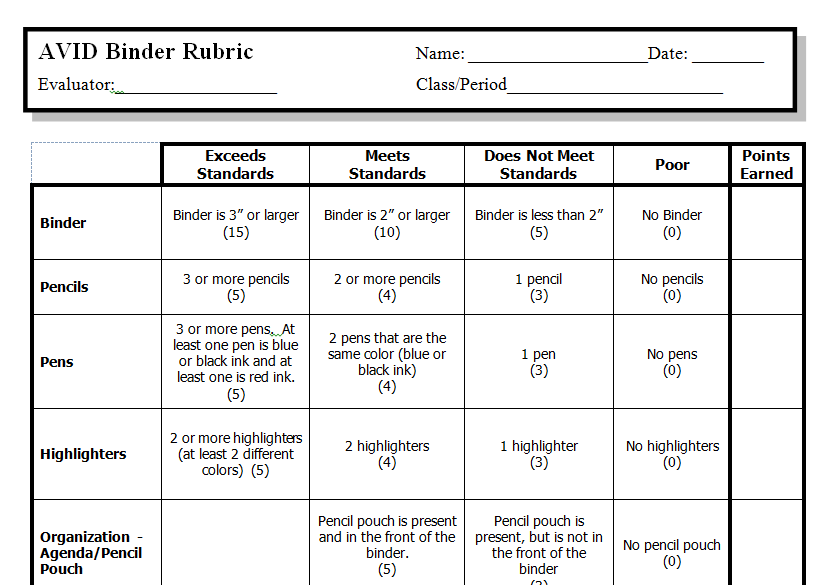 AVID Binder Rubric
Name: ____________________Date: ________
Evaluator:__________________
Class/Period________________________
Exceeds
Standards
Meets
Standards
Does Not Meet
Standards
Poor
Points
Earned
Binder
Binder is 3” or larger
(15)
Binder is 2” or larger
(10)
Binder is less than 2”
(5)
No Binder
(0)
Pencils
3 or more pencils
(5)
2 or more pencils
(4)
1 pencil
(3)
No pencils
(0)
Pens
3 or more pens. At
least one pen is blue
or black ink and at
least one is red ink.
(5)
2 pens that are the
same color (blue or
black ink)
(4)
1 pen
(3)
No pens
(0)
Highlighters
2 or more highlighters
(at least 2 different
colors) (5)
2 highlighters
(4)
1 highlighter
(3)
No highlighters
(0)
Organization -
Agenda/Pencil
Pouch
Pencil pouch is present
and in the front of the
binder.
(5)
Pencil pouch is
present, but is not in
the front of the
binder
No pencil pouch
(0)